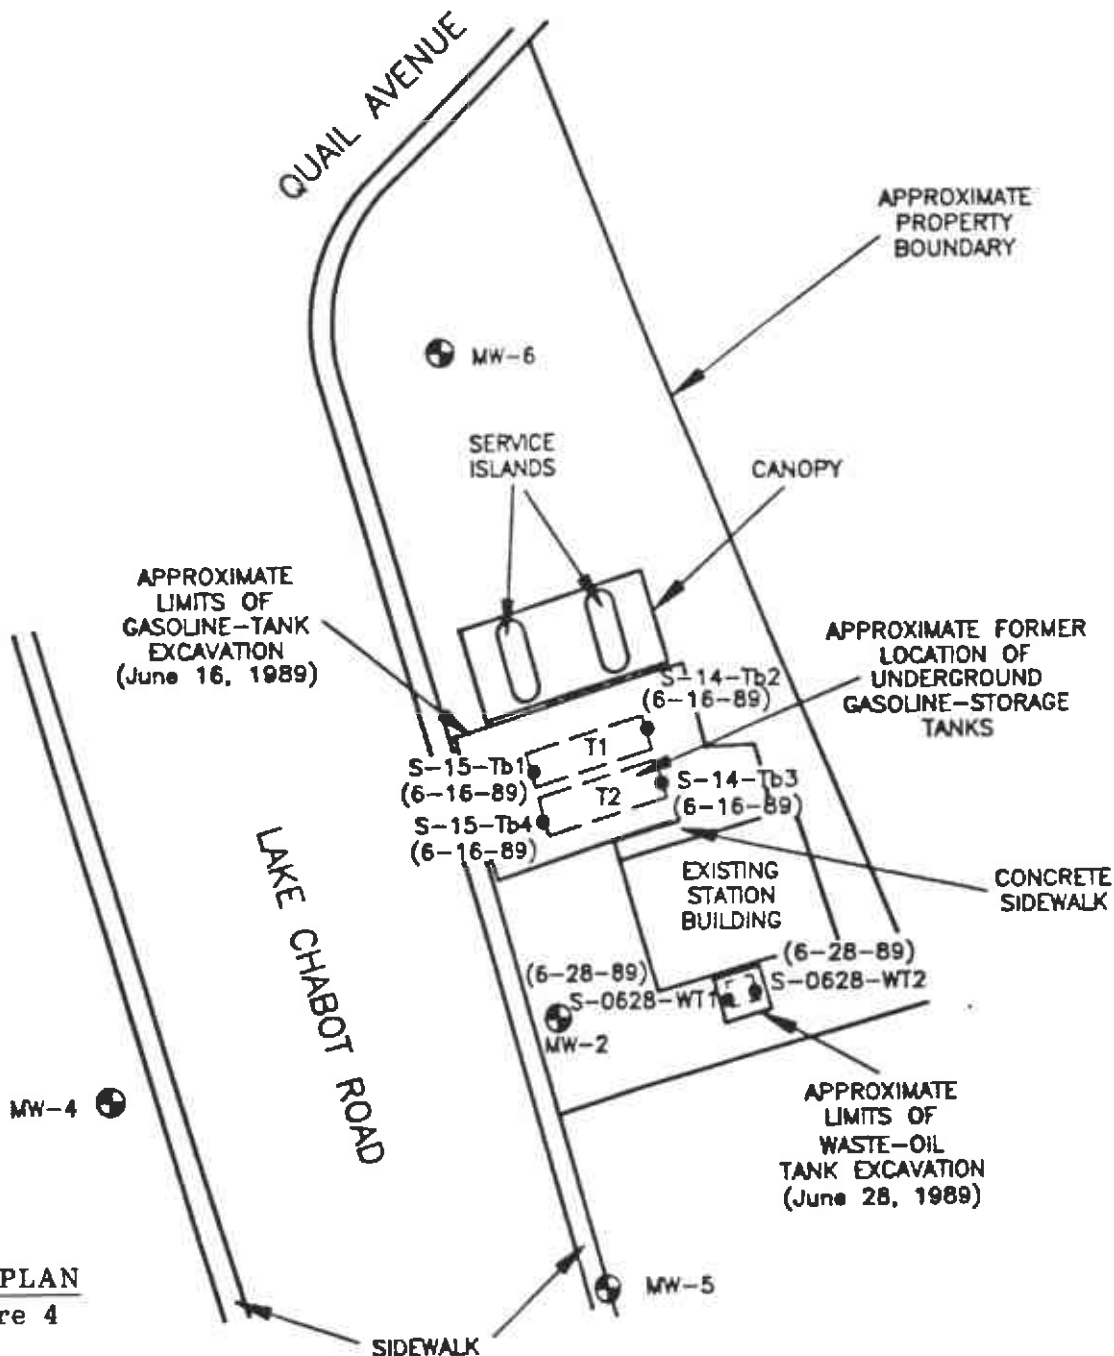 QUAIL AVENUE
APPROXIMATE
PROPERTY
BOUNDARY
MW-6
SERVICE
ISLANDS
CANOPY
APPROXIMATE
LIMITS OF
GASOLINE-TANK
EXCAVATION
(June 16, 1989)
APPROXIMATE FORMER
LOCATION OF
UNDERGROUND
GASOLINE-STORAGE
TANKS
S-14-Tb2
(6-16-89)
T1
S-15-Tb1
(6-16-89)
T2
S-14-Tb3
(6-16-89)
S-15-Tb4
(6-16-89)
LAKE CHABOT ROAD
EXISTING
STATION
BUILDING
CONCRETE
SIDEWALK
(6-28-89)
S-0628-WT1
(6-28-89)
S-0628-WT2
MW-2
MW-4
APPROXIMATE
LIMITS OF
WASTE-OIL
TANK EXCAVATION
(June 28, 1989)
MW-5
PLAN
re 4
SIDEWALK